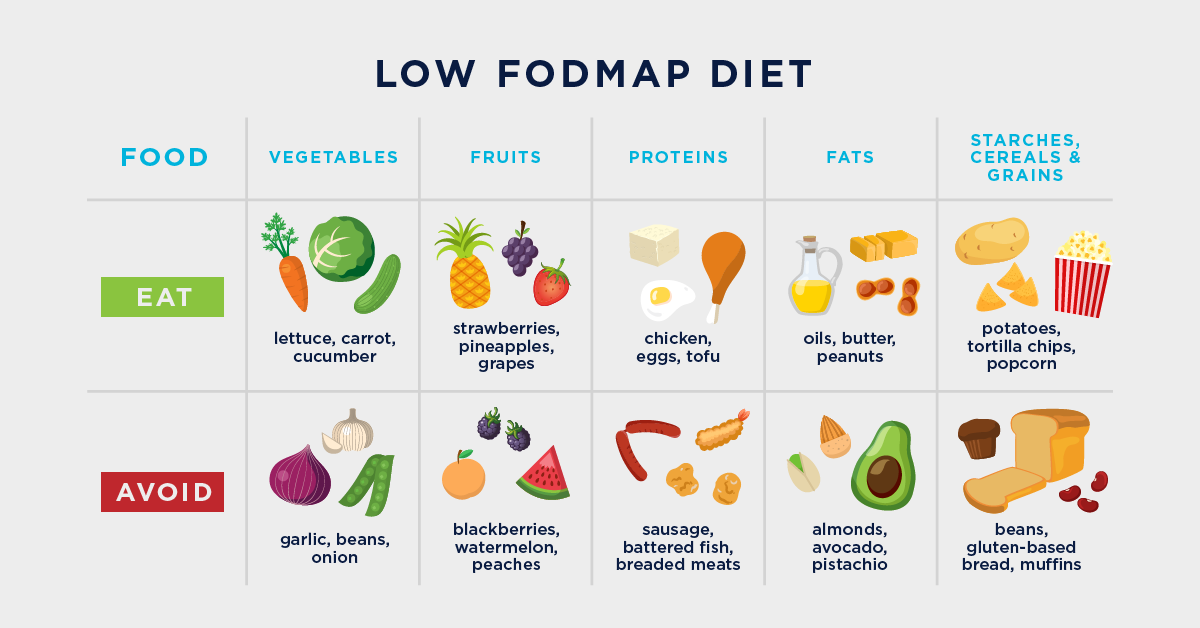 LOW FODMAP DIET
FOOD
VEGETABLES
FRUITS
PROTEINS
FATS
STARCHES,
CEREALS &
GRAINS
EAT
lettuce, carrot,
cucumber
strawberries,
pineapples,
grapes
chicken,
eggs, tofu
oils, butter,
peanuts
potatoes,
tortilla chips,
popcorn
AVOID
garlic, beans,
onion
blackberries,
watermelon,
peaches
sausage,
battered fish,
breaded meats
almonds,
avocado,
pistachio
beans,
gluten-based
bread, muffins